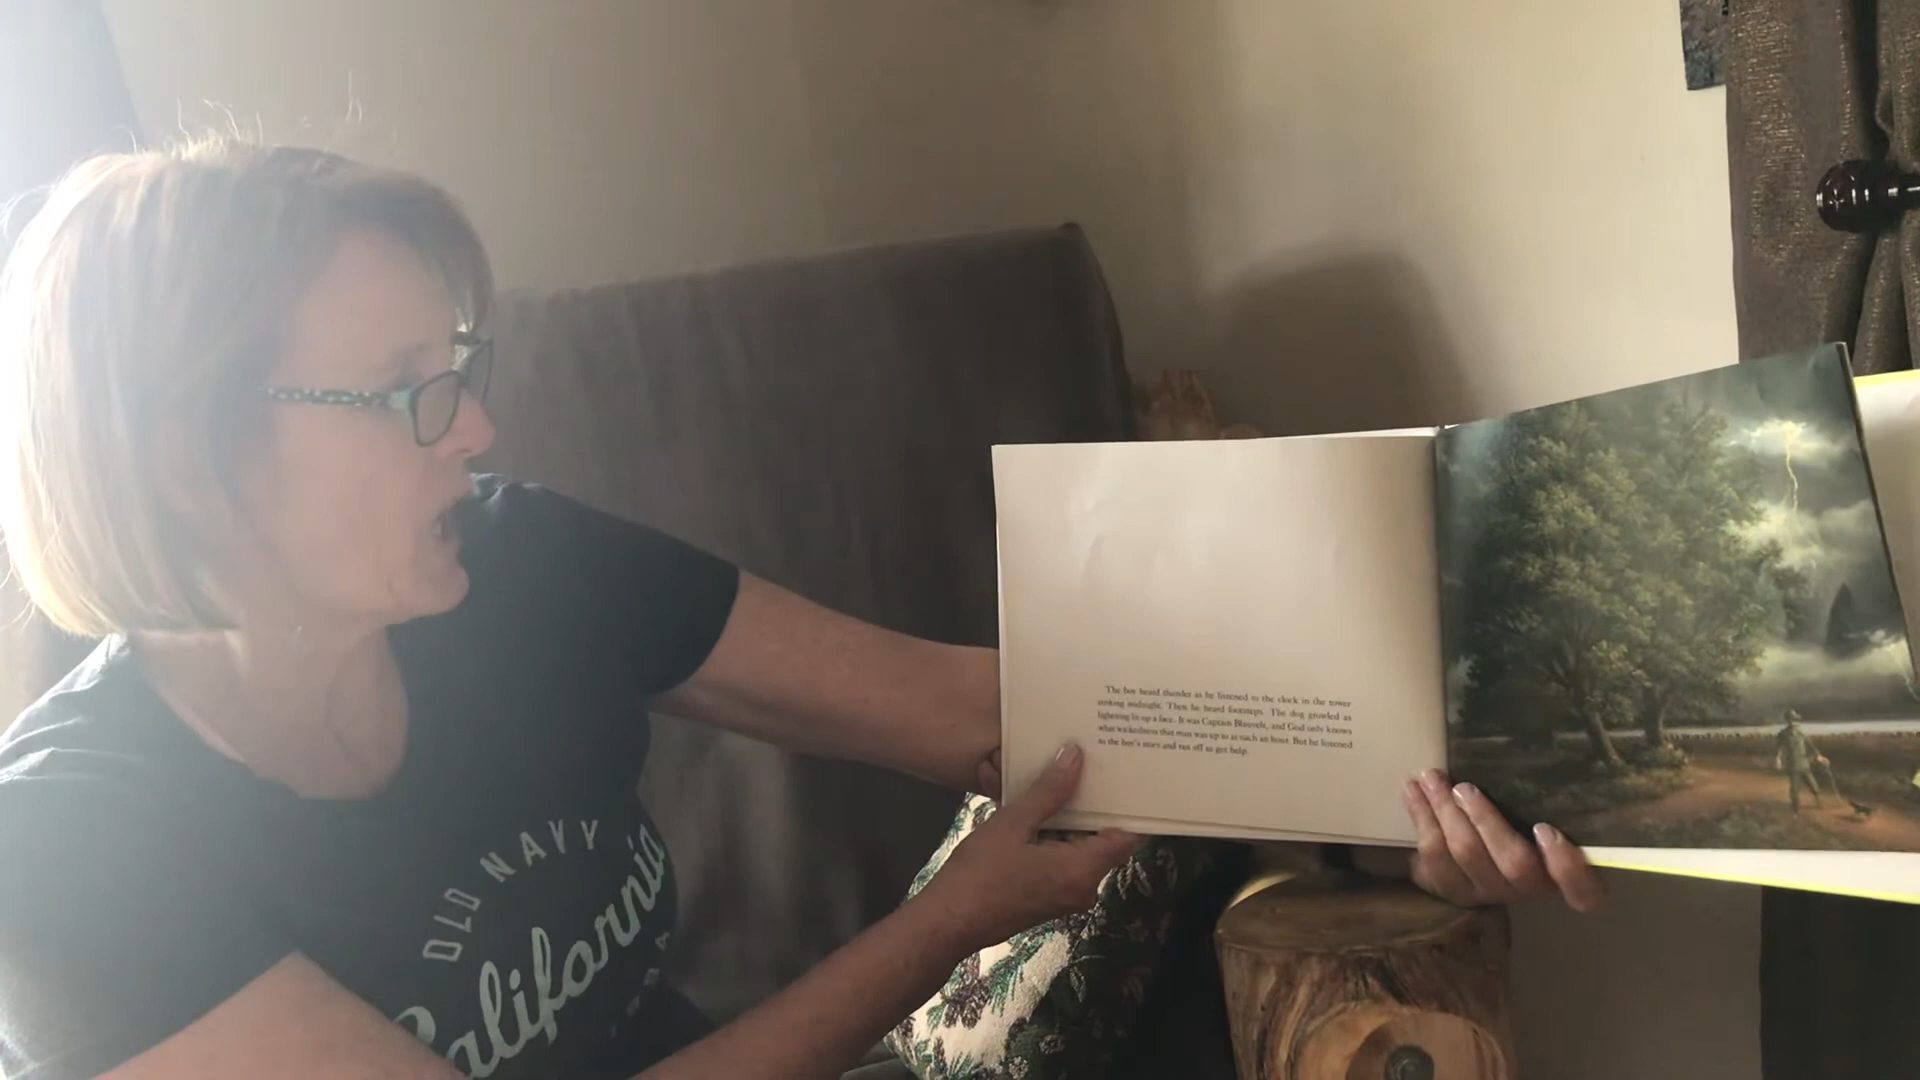 OLD NAVY
California
The boy heard thunder as he listened to the clock in the tower
striking midnight. Then he heard footsteps. The dog growled as
lightning lit up a face. It was Captain Blauvelt, and God only knows
what wickedness that man was up to at such an hour. But he listened
to the boy's story and ran off to get help.